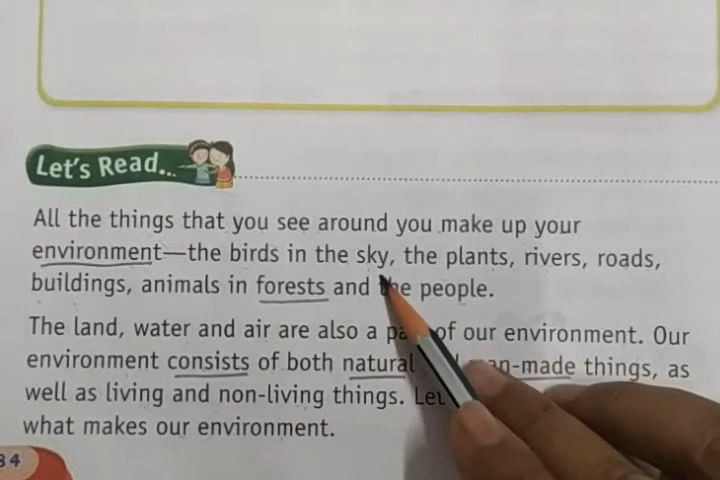 Let's Read...
All the things that you see around you make up your
environment—the birds in the sky, the plants, rivers, roads,
buildings, animals in forests and the people.
The land, water and air are also a of our environment. Our
environment consists of both natural man-made things, as
well as living and non-living things.
what makes our environment.
34